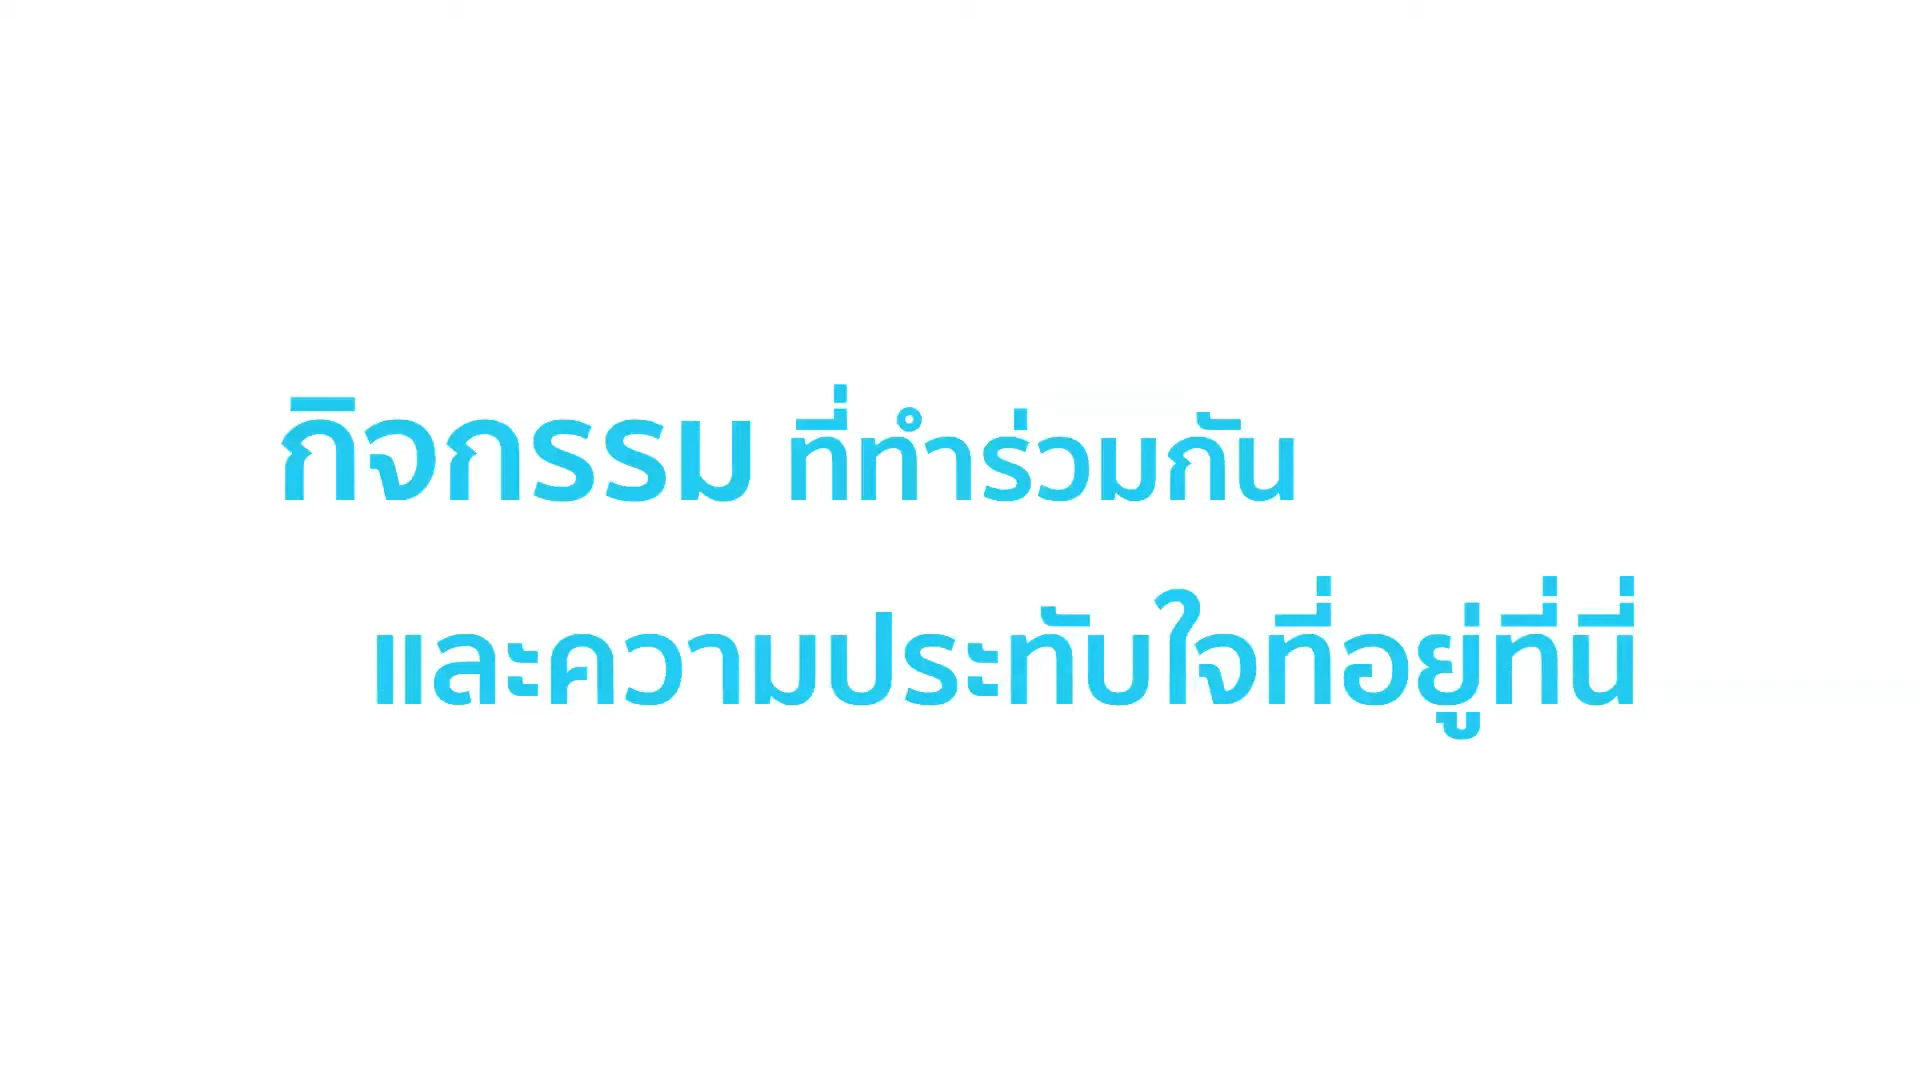 กิจกรรม ที่ทำร่วมกัน
และความประทับใจที่อยู่ที่นี่